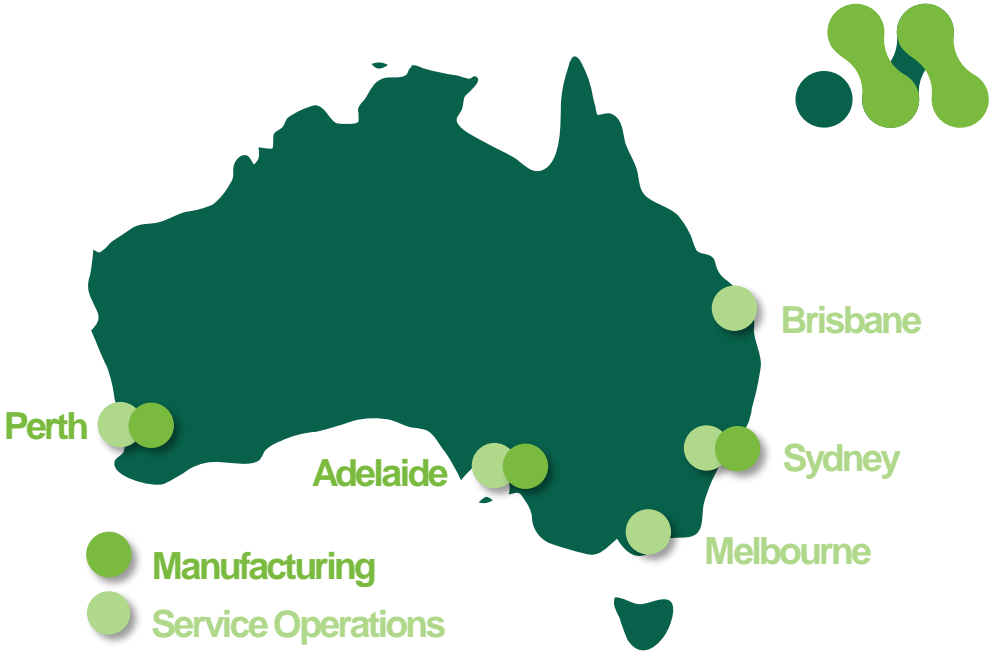 Brisbane
Perth
Sydney
Adelaide
Melbourne
Manufacturing
Service Operations